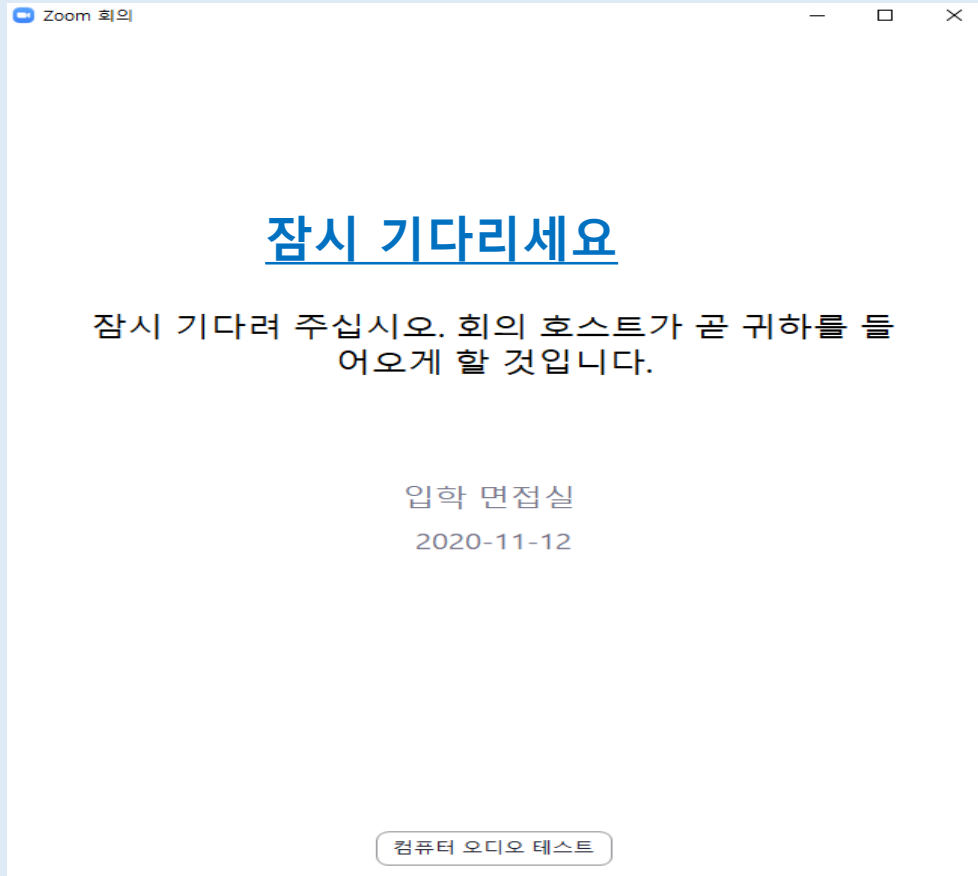 Zoom 회의
잠시 기다리세요
잠시 기다려 주십시오. 회의 호스트가 곧 귀하를 들
어오게 할 것입니다.
입학 면접실
2020-11-12
컴퓨터 오디오 테스트